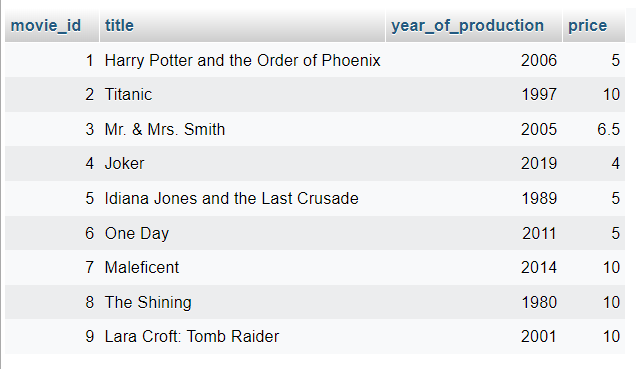 movie_id title year_of_production price
1 Harry Potter and the Order of Phoenix 2006 5
2 Titanic 1997 10
3 Mr. & Mrs. Smith 2005 6.5
4 Joker 2019 4
5 Idiana Jones and the Last Crusade 1989 5
6 One Day 2011 5
7 Maleficent 2014 10
8 The Shining 1980 10
9 Lara Croft: Tomb Raider 2001 10